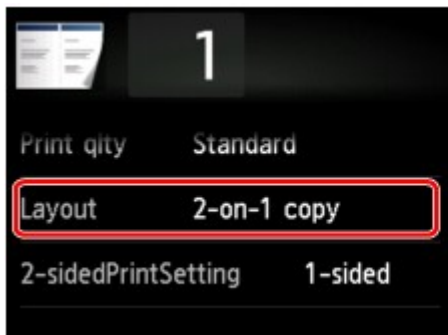 1
Print qlty Standard
Layout 2-on-1 copy
2-sidedPrintSetting 1-sided